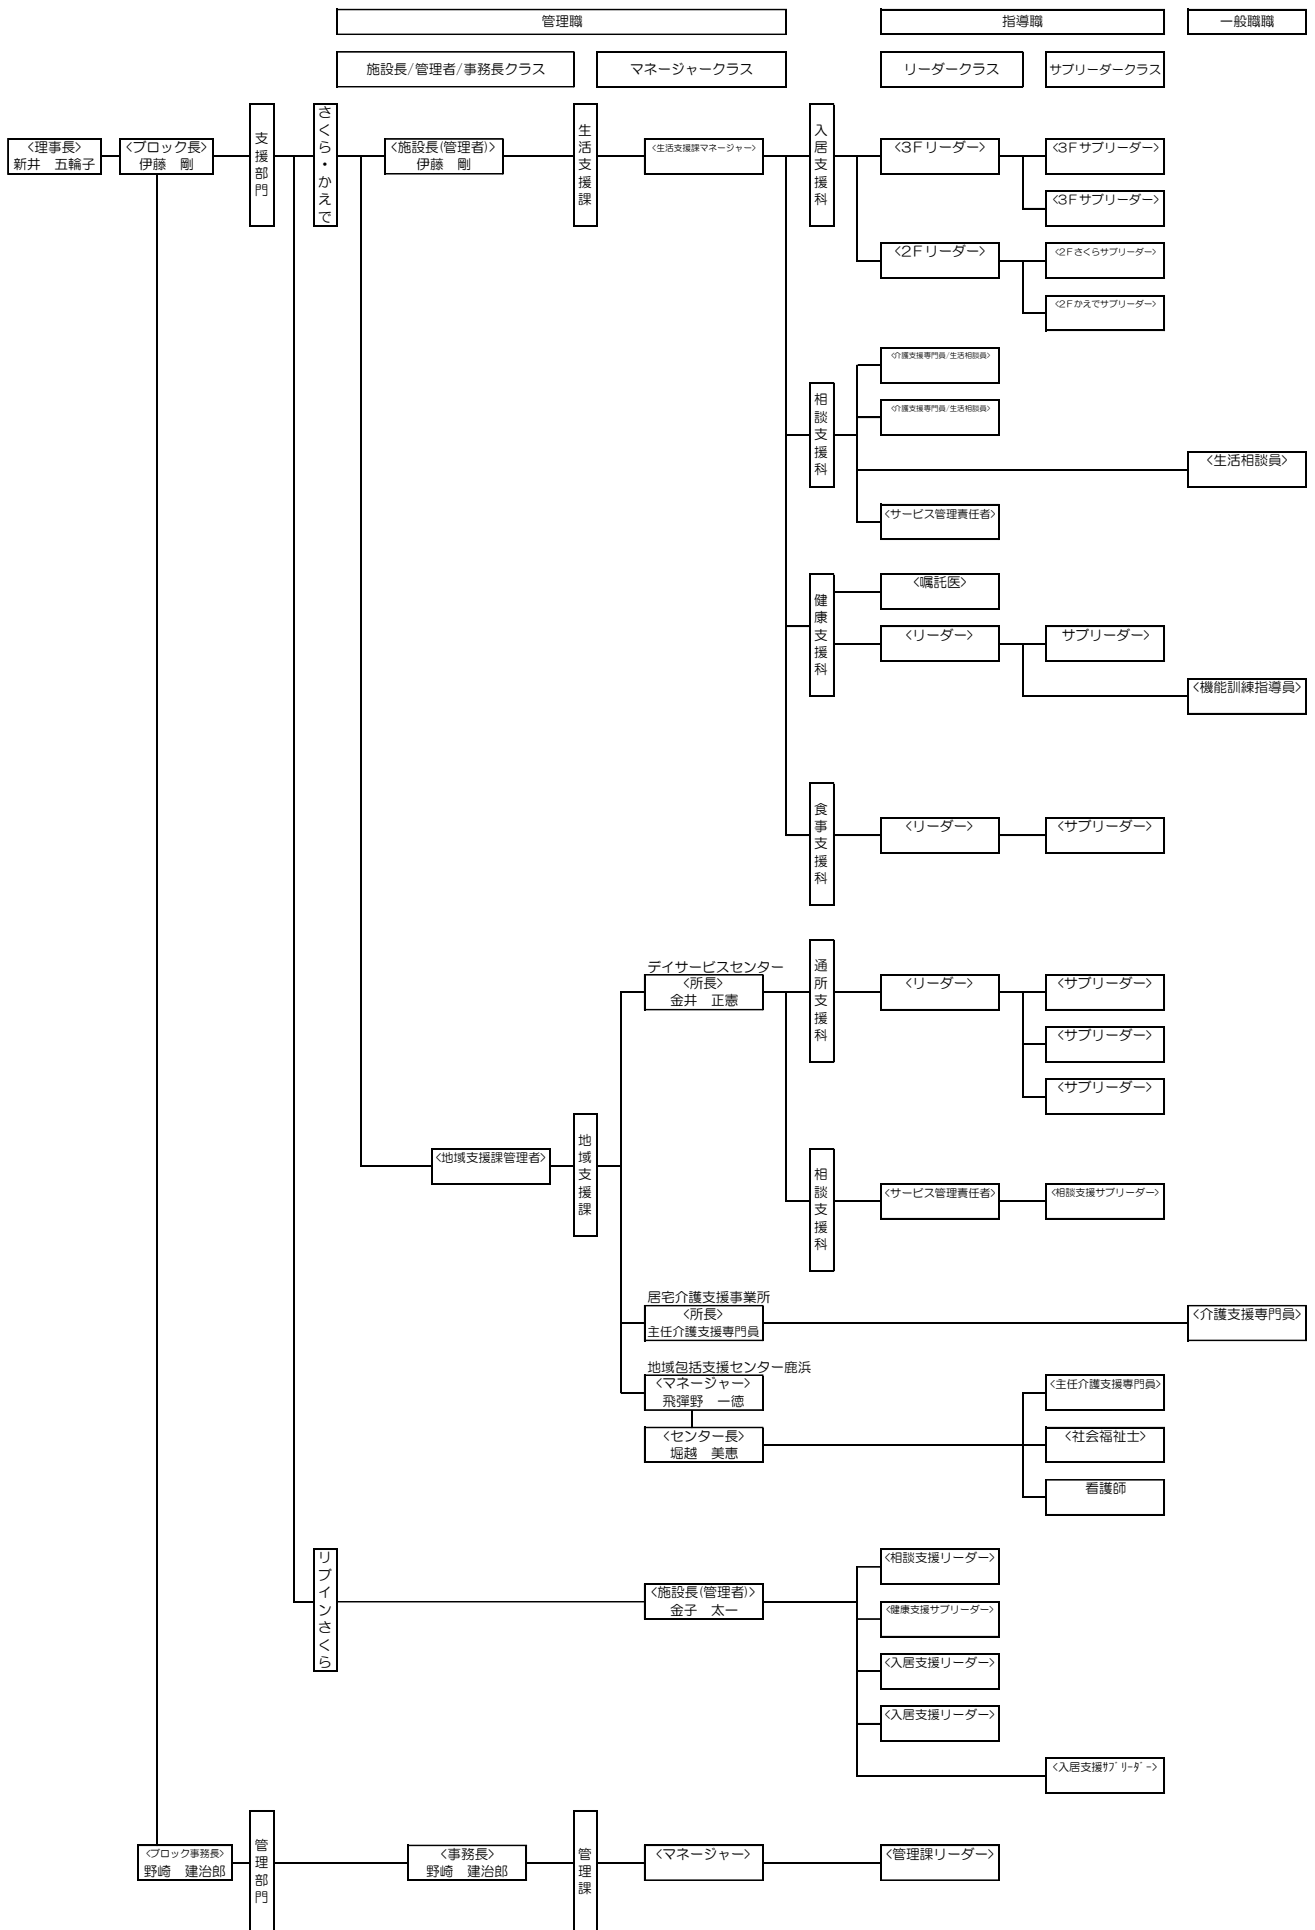 管理職
指導職
一般職職
施設長/管理者/事務長クラス
マネージャークラス
リーダークラス
サブリーダークラス
<理事長>
新井　五輪子
<ブロック長>
伊藤　剛
支援部門
さくら・かえで
<施設長(管理者)>
伊藤　剛
生活支援課
<生活支援課マネージャー>
入居支援科
<3Fリーダー>
<3Fサブリーダー>
<3Fサブリーダー>
<2Fリーダー>
<2Fさくらサブリーダー>
<2Fかえでサブリーダー>
相談支援科
<介護支援専門員/生活相談員>
<介護支援専門員/生活相談員>
<生活相談員>
<サービス管理責任者>
健康支援科
<嘱託医>
<リーダー>
サブリーダー>
<機能訓練指導員>
食事支援科
<リーダー>
<サブリーダー>
<地域支援課管理者>
地域支援課
デイサービスセンター
<所長>
金井　正憲
通所支援科
<リーダー>
<サブリーダー>
<サブリーダー>
<サブリーダー>
相談支援科
<サービス管理責任者>
<相談支援サブリーダー>
居宅介護支援事業所
<所長>
主任介護支援専門員
<介護支援専門員>
地域包括支援センター鹿浜
<マネージャー>
飛彈野　一徳
<センター長>
堀越　美恵
<主任介護支援専門員>
<社会福祉士>
看護師
リブインさくら
<施設長(管理者)>
金子　太一
<相談支援リーダー>
<健康支援サブリーダー>
<入居支援リーダー>
<入居支援リーダー>
<入居支援ｻﾌﾞﾘｰﾀﾞｰ>
<ブロック事務長>
野崎　建治郎
管理部門
<事務長>
野崎　建治郎
管理課
<マネージャー>
<管理課リーダー>